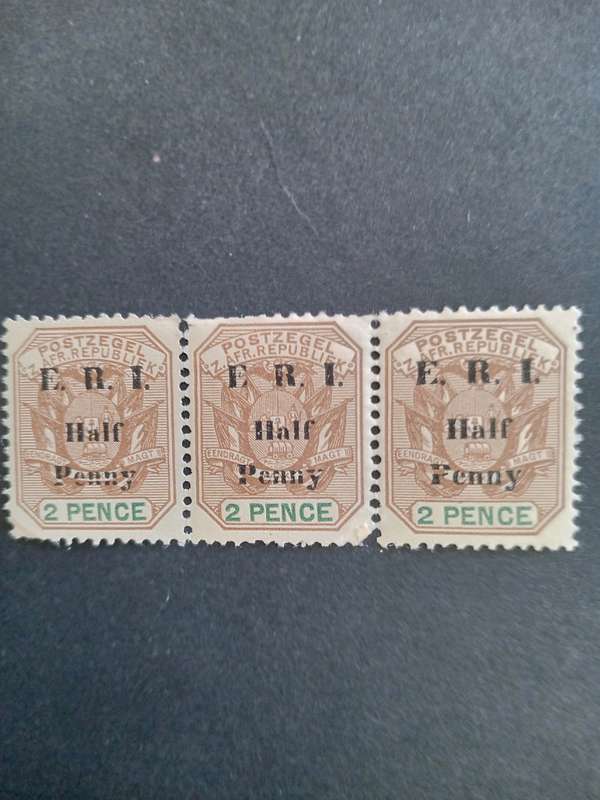 POSTZEGEL
Z. AFR. REPUBLIEK
E. R. I.
Half
EENDRAGT MAGT
Penny
2 PENCE
POSTZEGEL
Z. AFR. REPUBLIEK
E R. I.
Half
EENDRAGT MAGT
Penny
2 PENCE
POSTZEGEL
Z. AFR. REPUBLIEK
E. R. I.
Half
EENDRAGT MAGT
Penny
2 PENCE